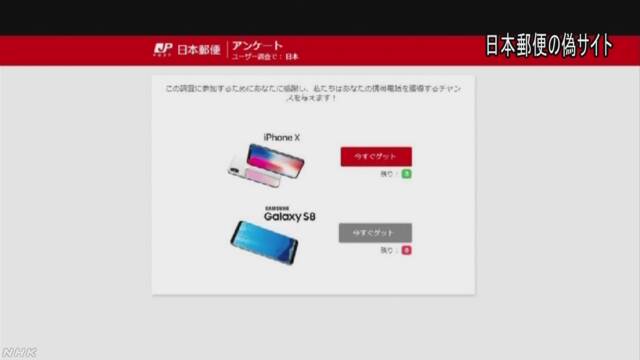 日本郵便の偽サイト
JP 日本郵便 アンケート
ユーザー調査で：日本
この調査に参加するためにあなたに感謝し、私たちはあなたの携帯電話を獲得するチャン
スを与えます！
iPhone X
今すぐゲット
残り：
SAMSUNG
Galaxy S8
今すぐゲット
残り：0
NHK